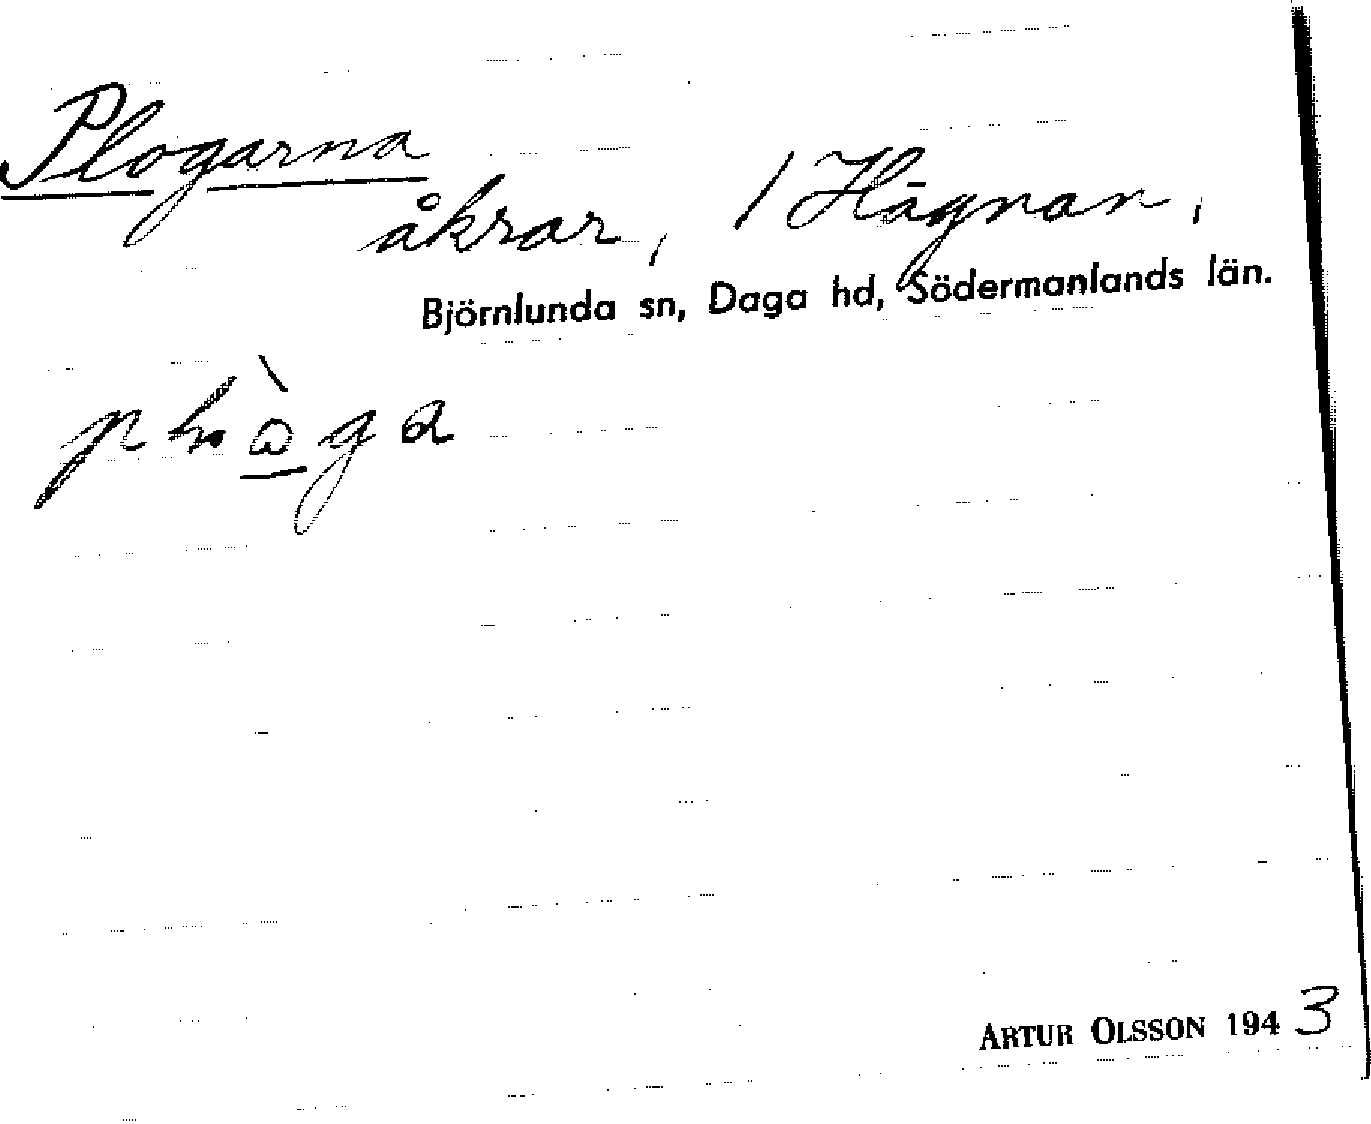 Plogarna
åkrar, / Hägnan,
Björnlunda sn, Daga hd, Södermanlands län.
ARTUR OLSSON 1943